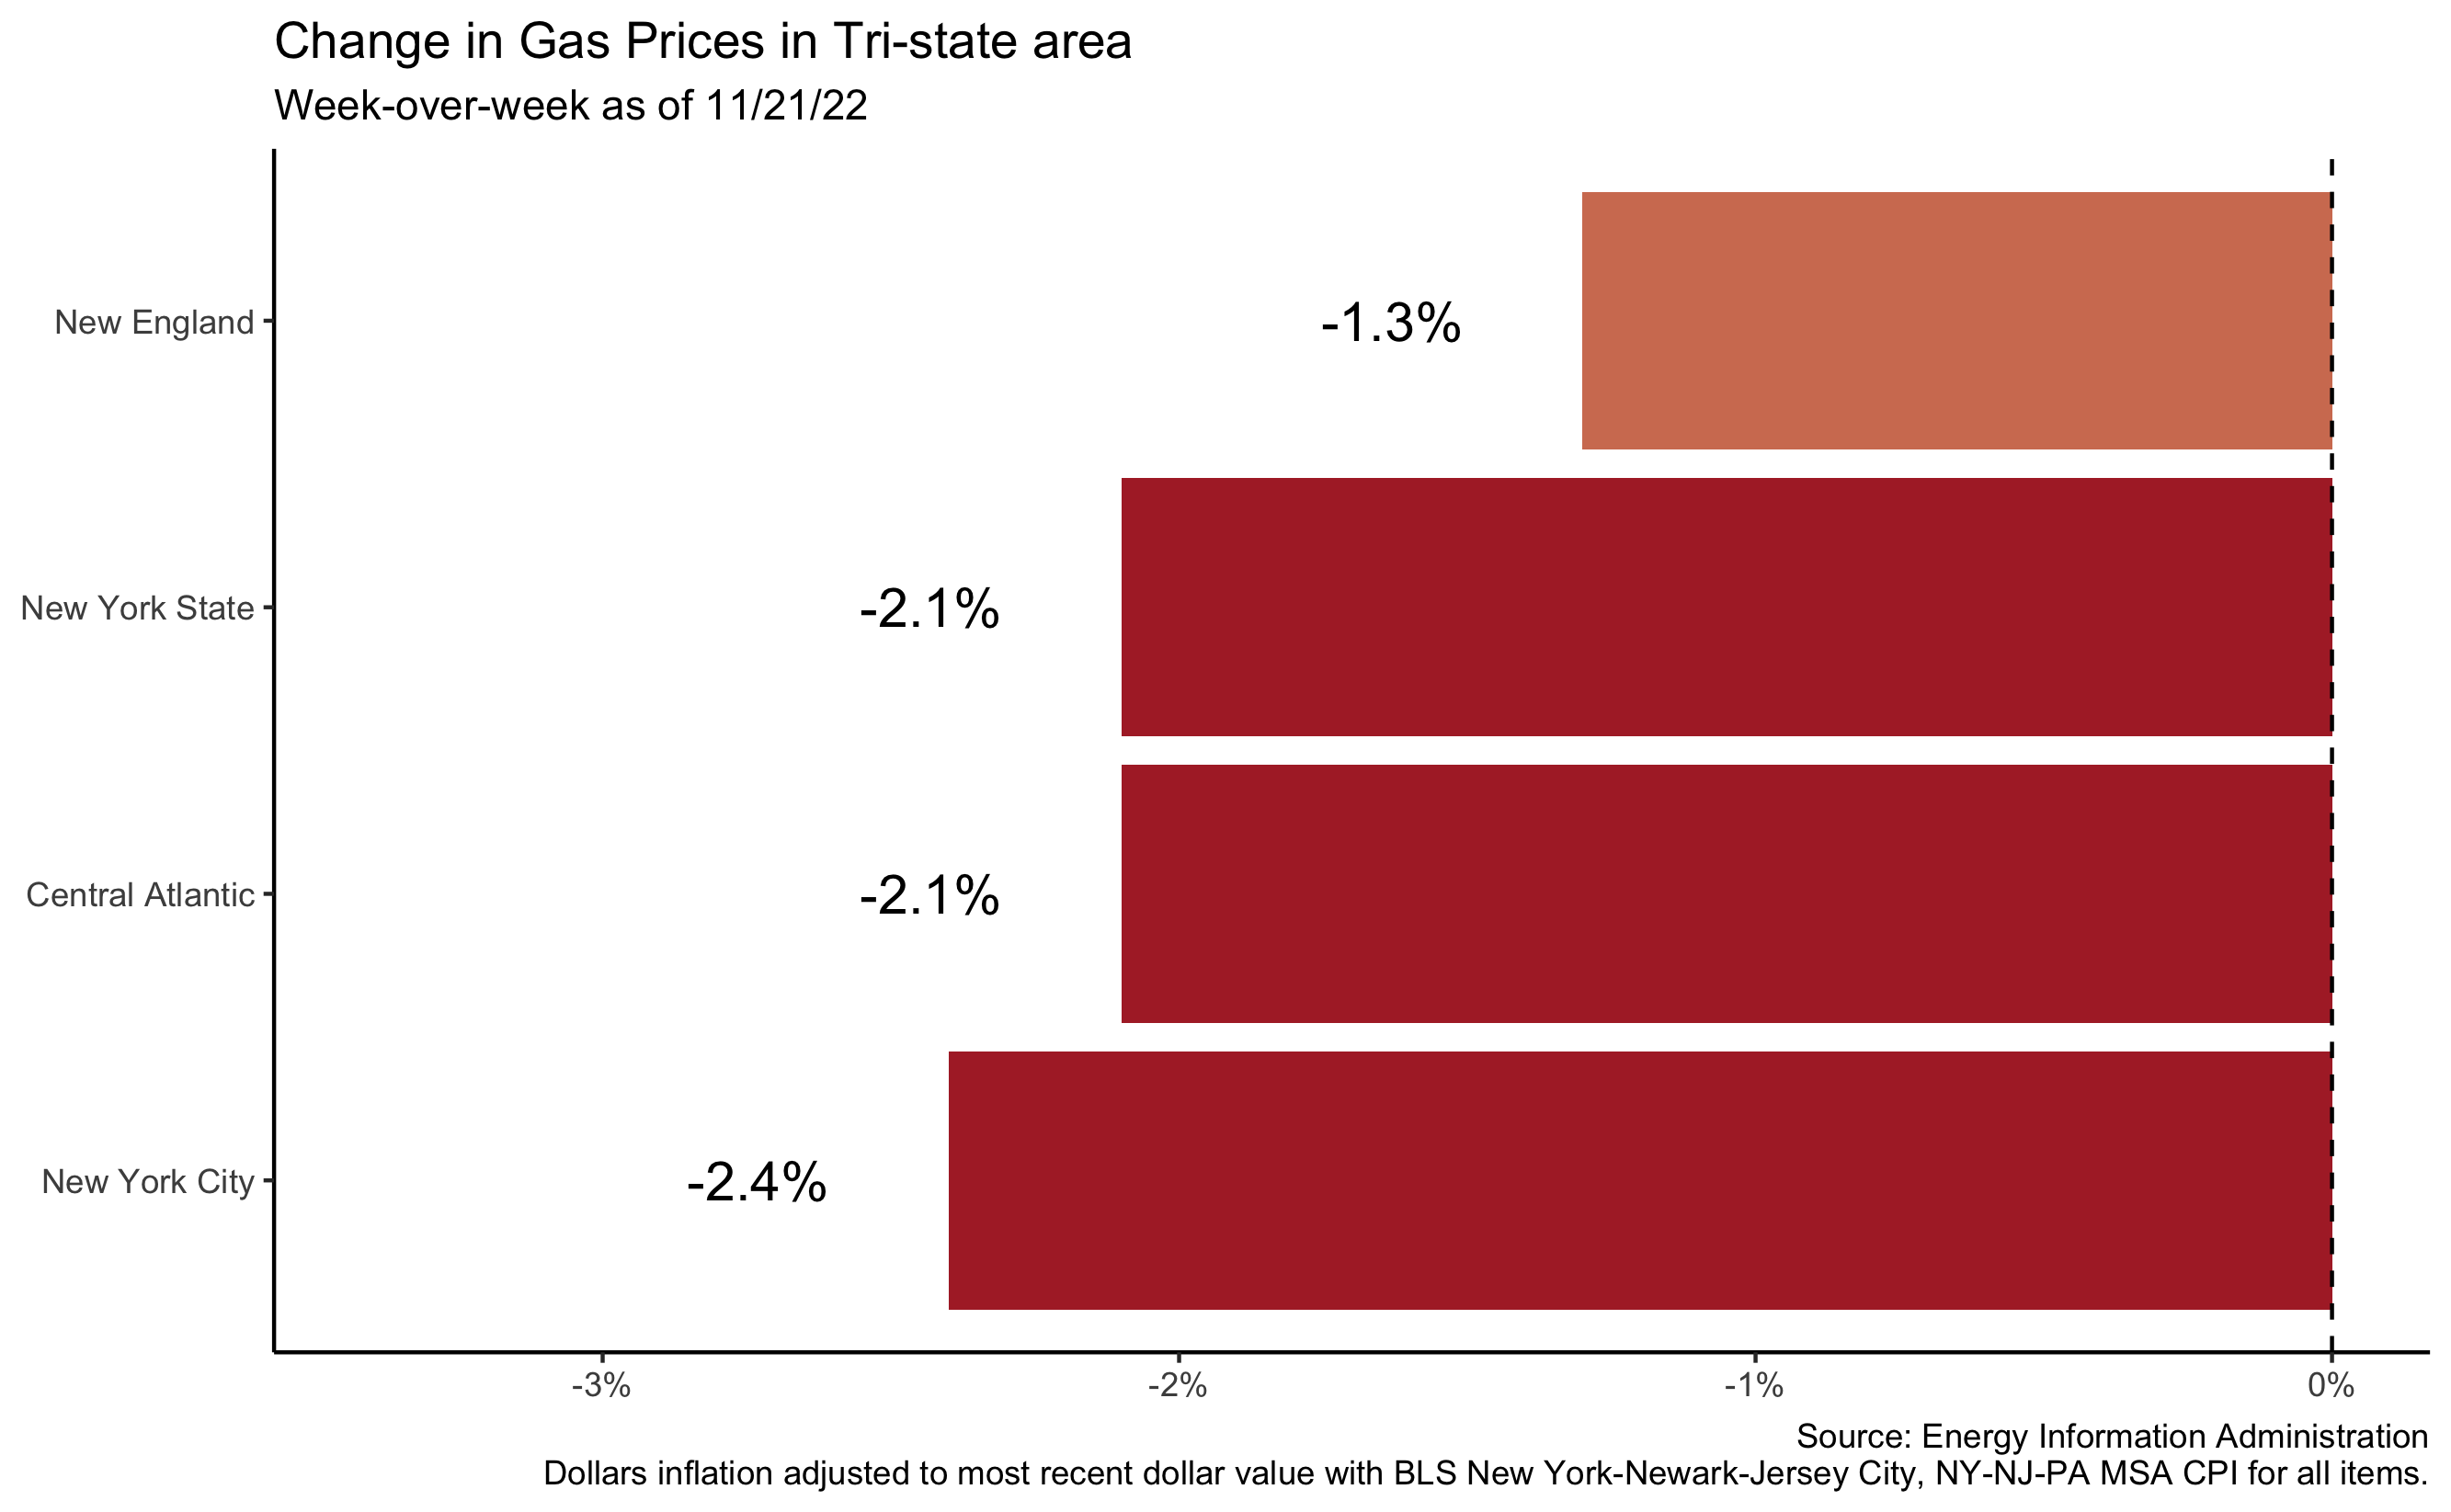 Change in Gas Prices in Tri-state area
Week-over-week as of 11/21/22
New England
-1.3%
New York State
-2.1%
Central Atlantic
-2.1%
New York City
-2.4%
-3%
-2%
-1%
0%
Source: Energy Information Administration
Dollars inflation adjusted to most recent dollar value with BLS New York-Newark-Jersey City, NY-NJ-PA MSA CPI for all items.